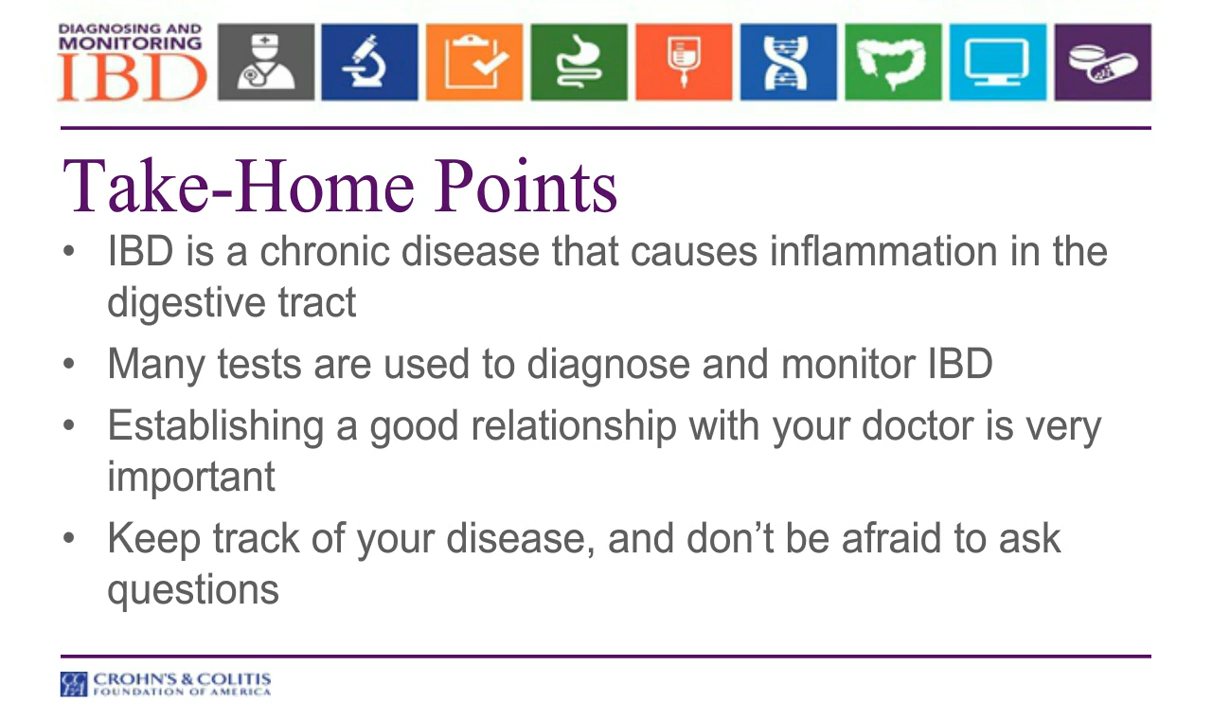 DIAGNOSING AND
MONITORING
IBD
Take-Home Points
• IBD is a chronic disease that causes inflammation in the
digestive tract
• Many tests are used to diagnose and monitor IBD
• Establishing a good relationship with your doctor is very
important
• Keep track of your disease, and don’t be afraid to ask
questions
CROHN'S & COLITIS
FOUNDATION OF AMERICA